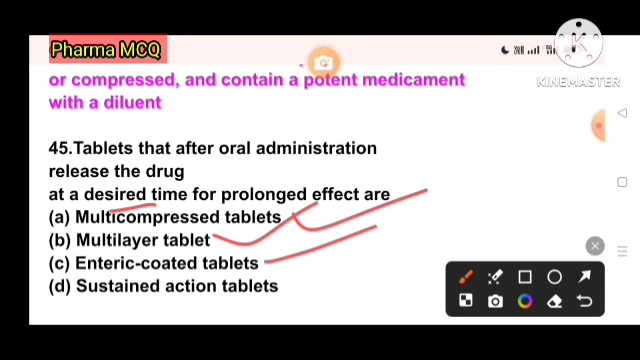 Pharma MCQ
K
KINEMASTER
or compressed, and contain a potent medicament
with a diluent
45.Tablets that after oral administration
release the drug
at a desired time for prolonged effect are
(a) Multicompressed tablets
(b) Multilayer tablet
(c) Enteric-coated tablets
(d) Sustained action tablets